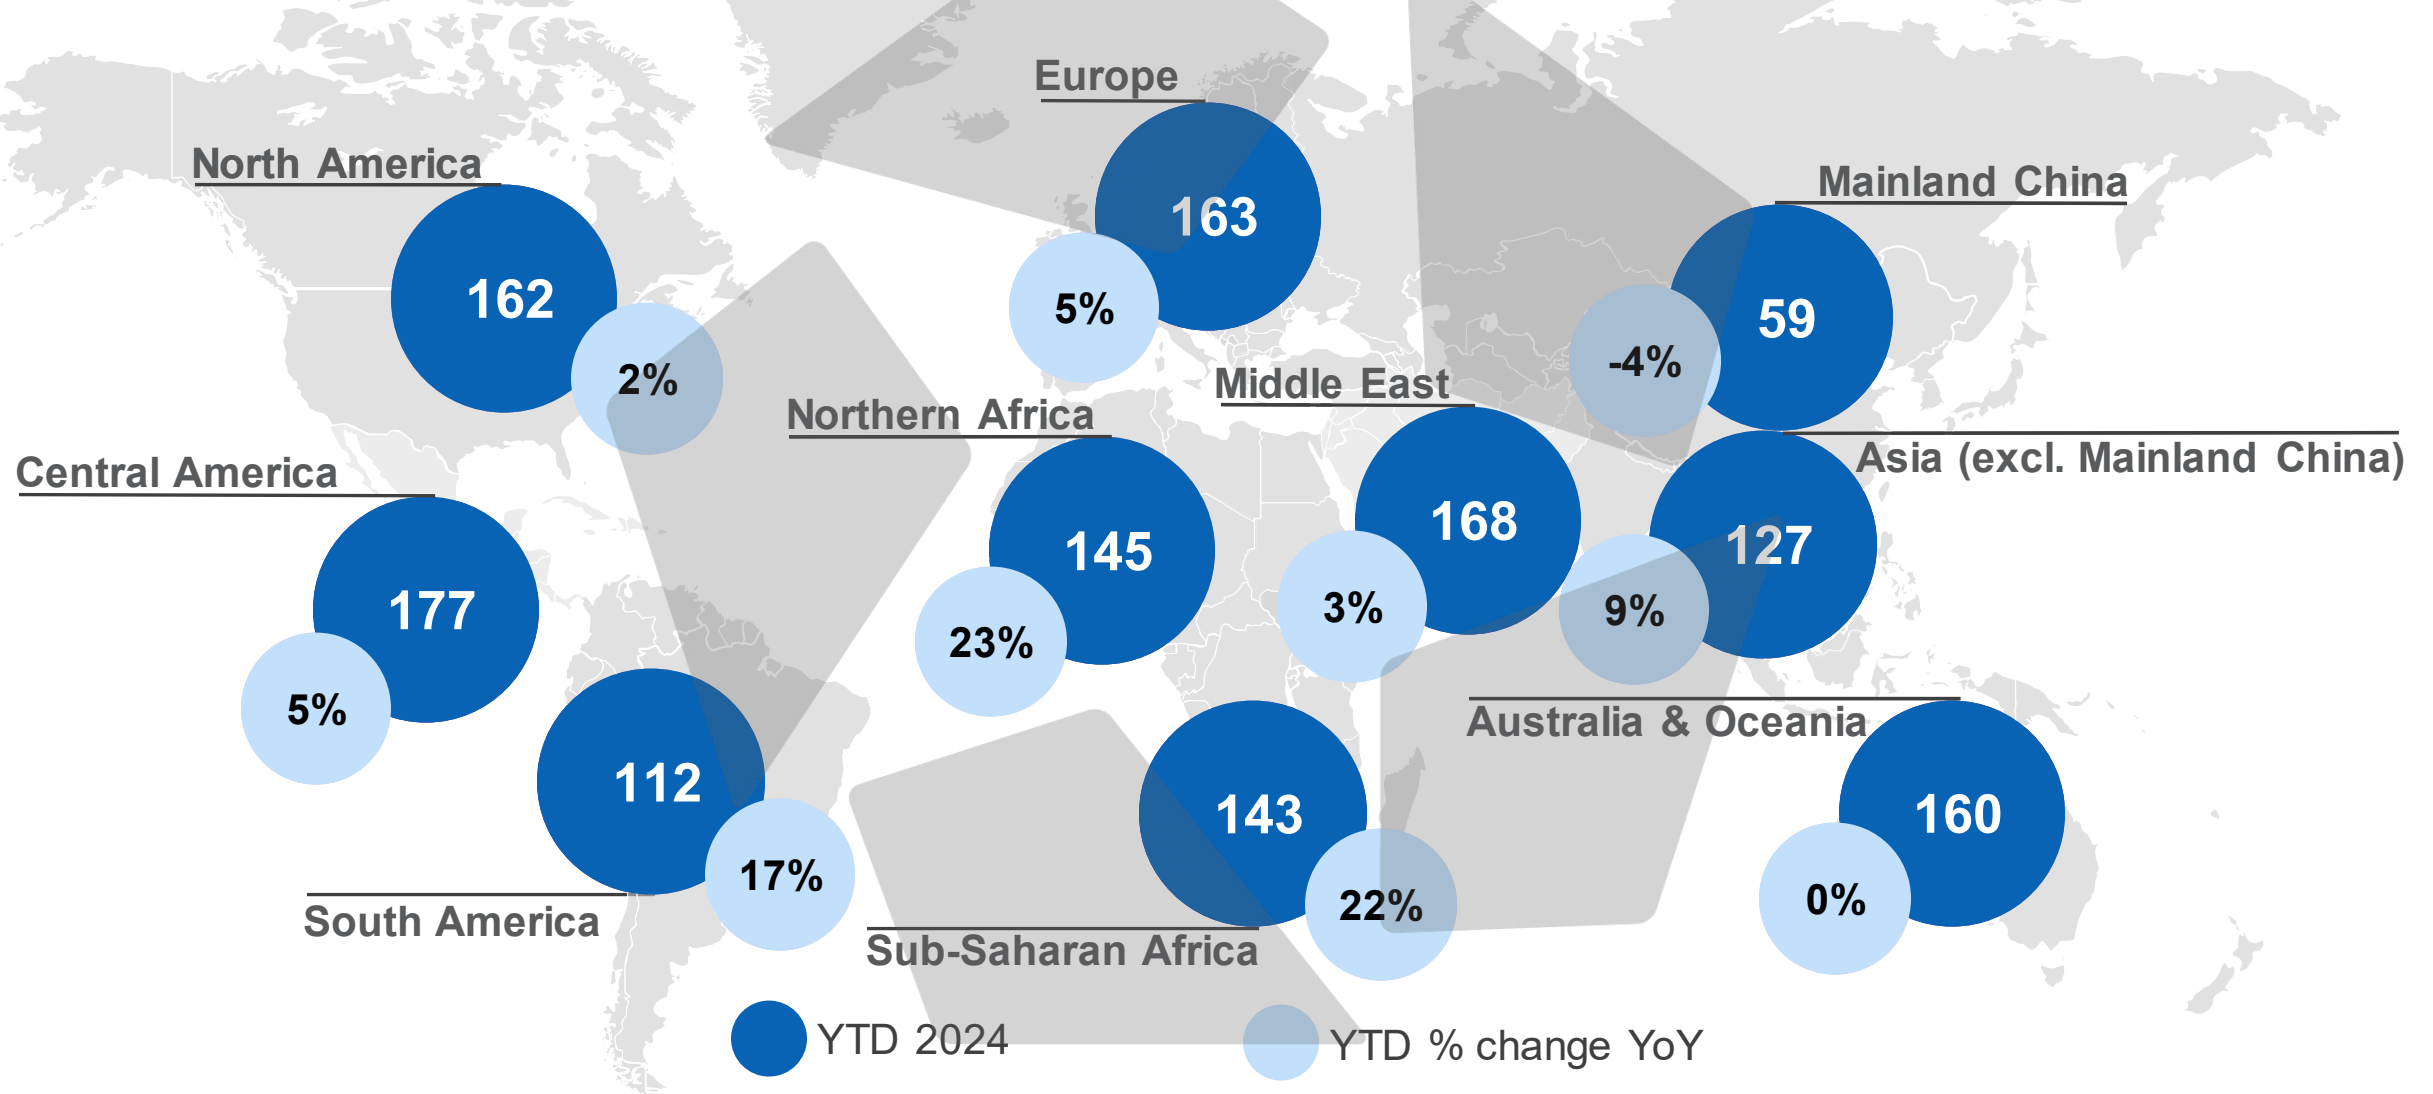 Europe
163
5%
North America
162
2%
Mainland China
59
-4%
Middle East
168
3%
Northern Africa
145
23%
Asia (excl. Mainland China)
127
9%
Central America
177
5%
South America
112
17%
Sub-Saharan Africa
143
22%
Australia & Oceania
160
0%
YTD 2024
YTD % change YoY